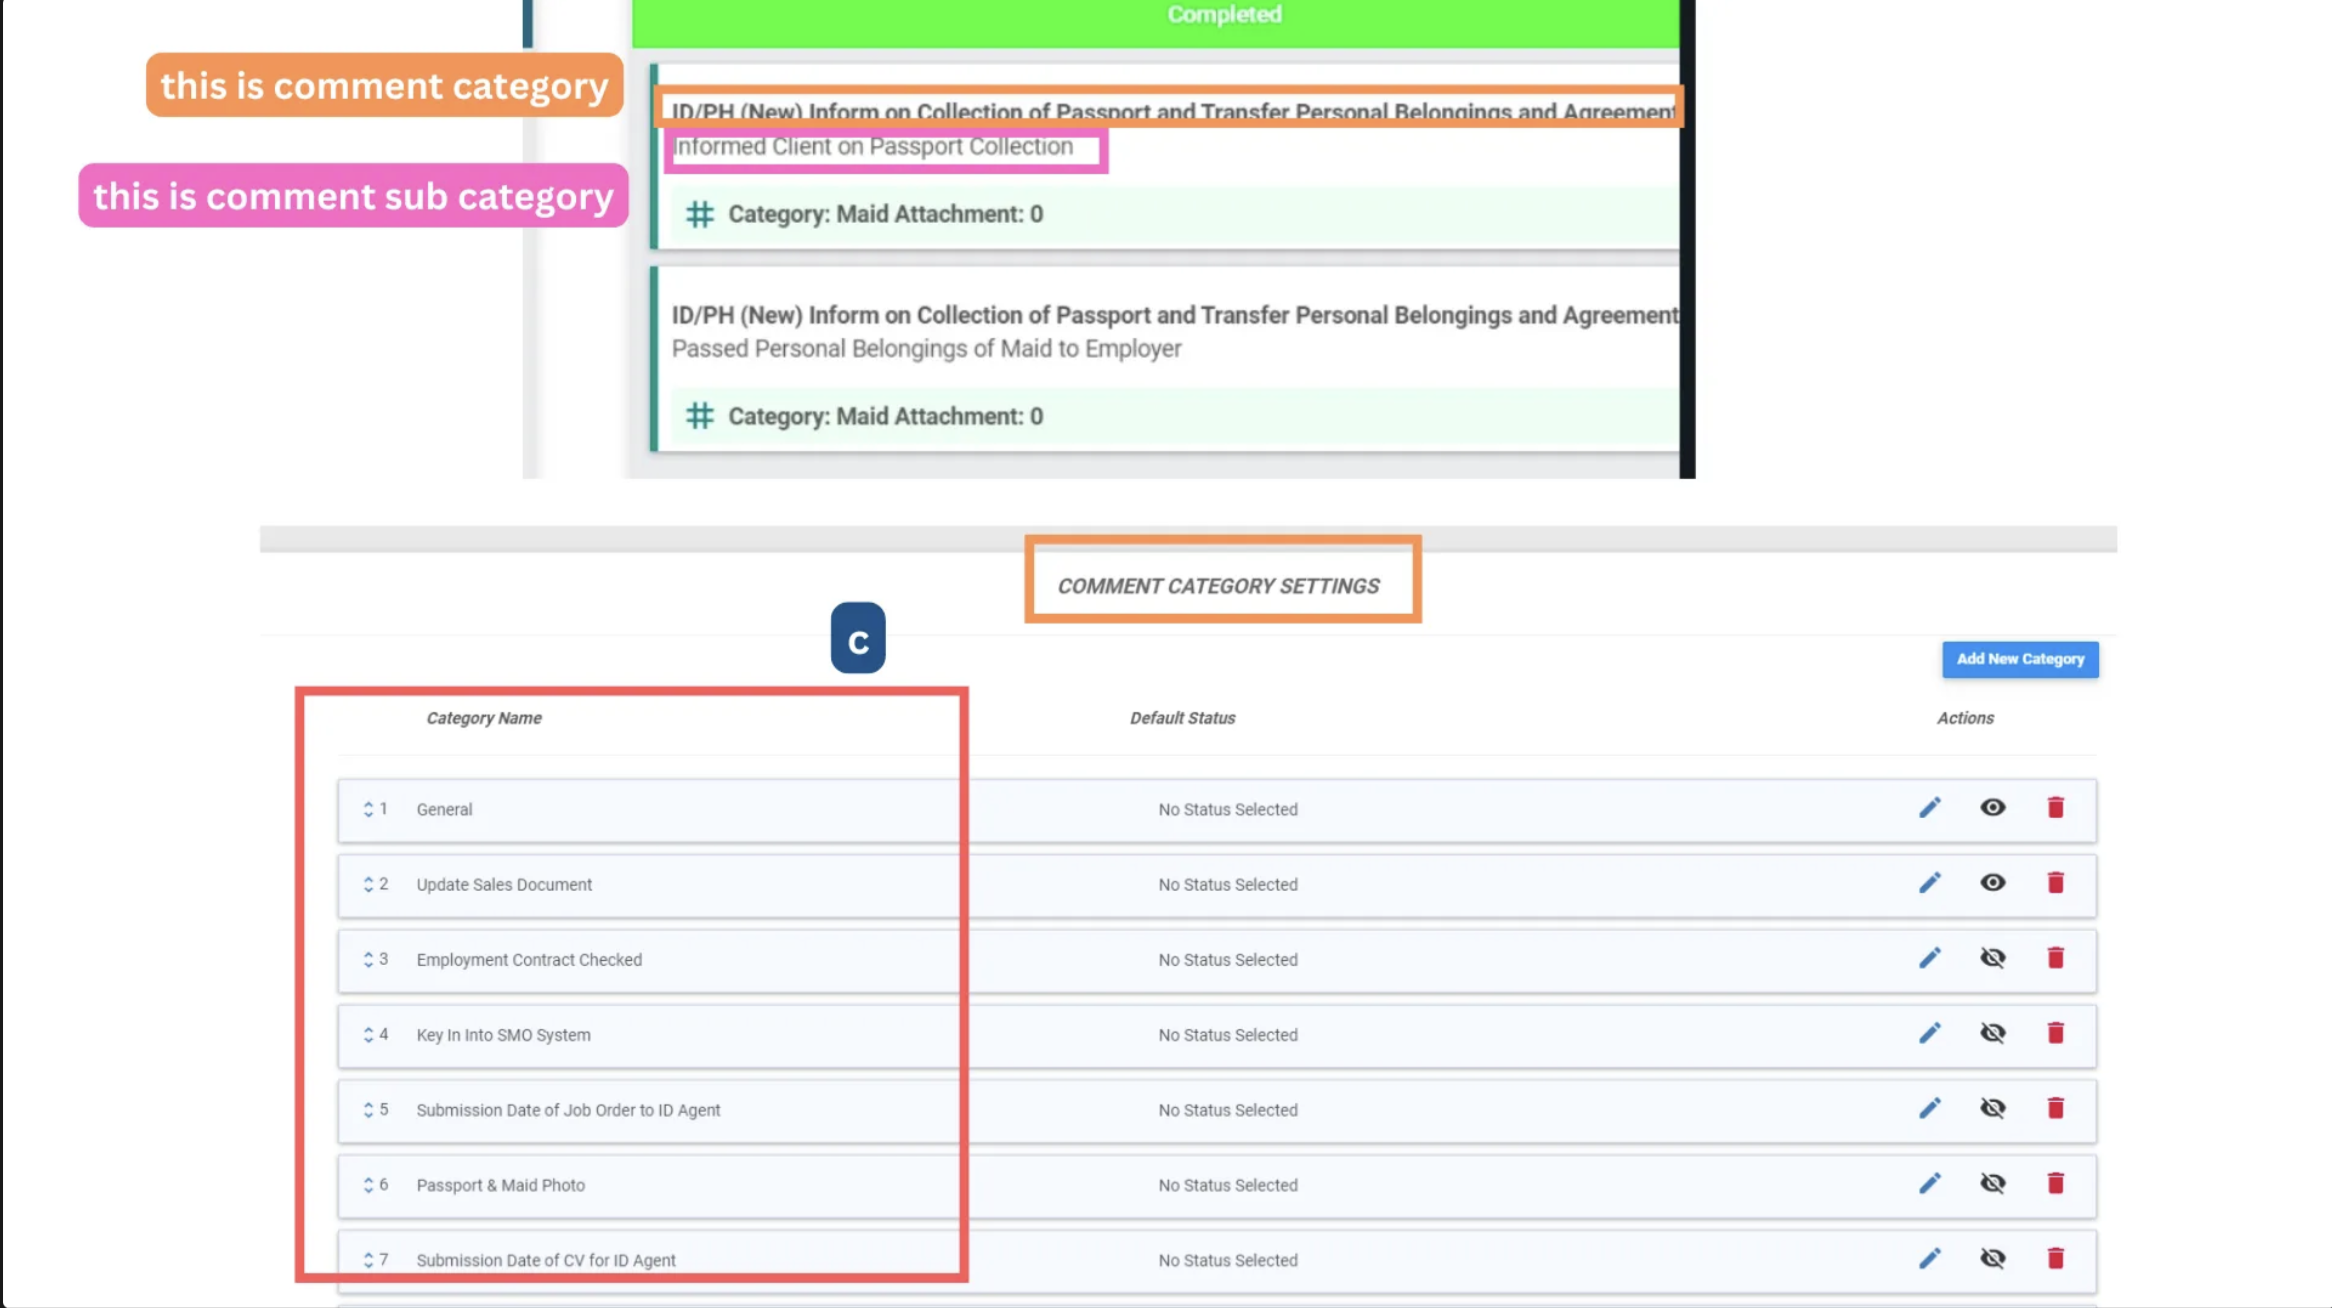 Completed
this is comment category
ID/PH (New) Inform on Collection of Passport and Transfer Personal Belongings and Agreement
Informed Client on Passport Collection
this is comment sub category
Category: Maid Attachment: 0
ID/PH (New) Inform on Collection of Passport and Transfer Personal Belongings and Agreement
Passed Personal Belongings of Maid to Employer
Category: Maid Attachment: 0
COMMENT CATEGORY SETTINGS
c
Add New Category
Category Name Default Status Actions
1 General No Status Selected
2 Update Sales Document No Status Selected
3 Employment Contract Checked No Status Selected
4 Key In Into SMO System No Status Selected
5 Submission Date of Job Order to ID Agent No Status Selected
6 Passport & Maid Photo No Status Selected
7 Submission Date of CV for ID Agent No Status Selected